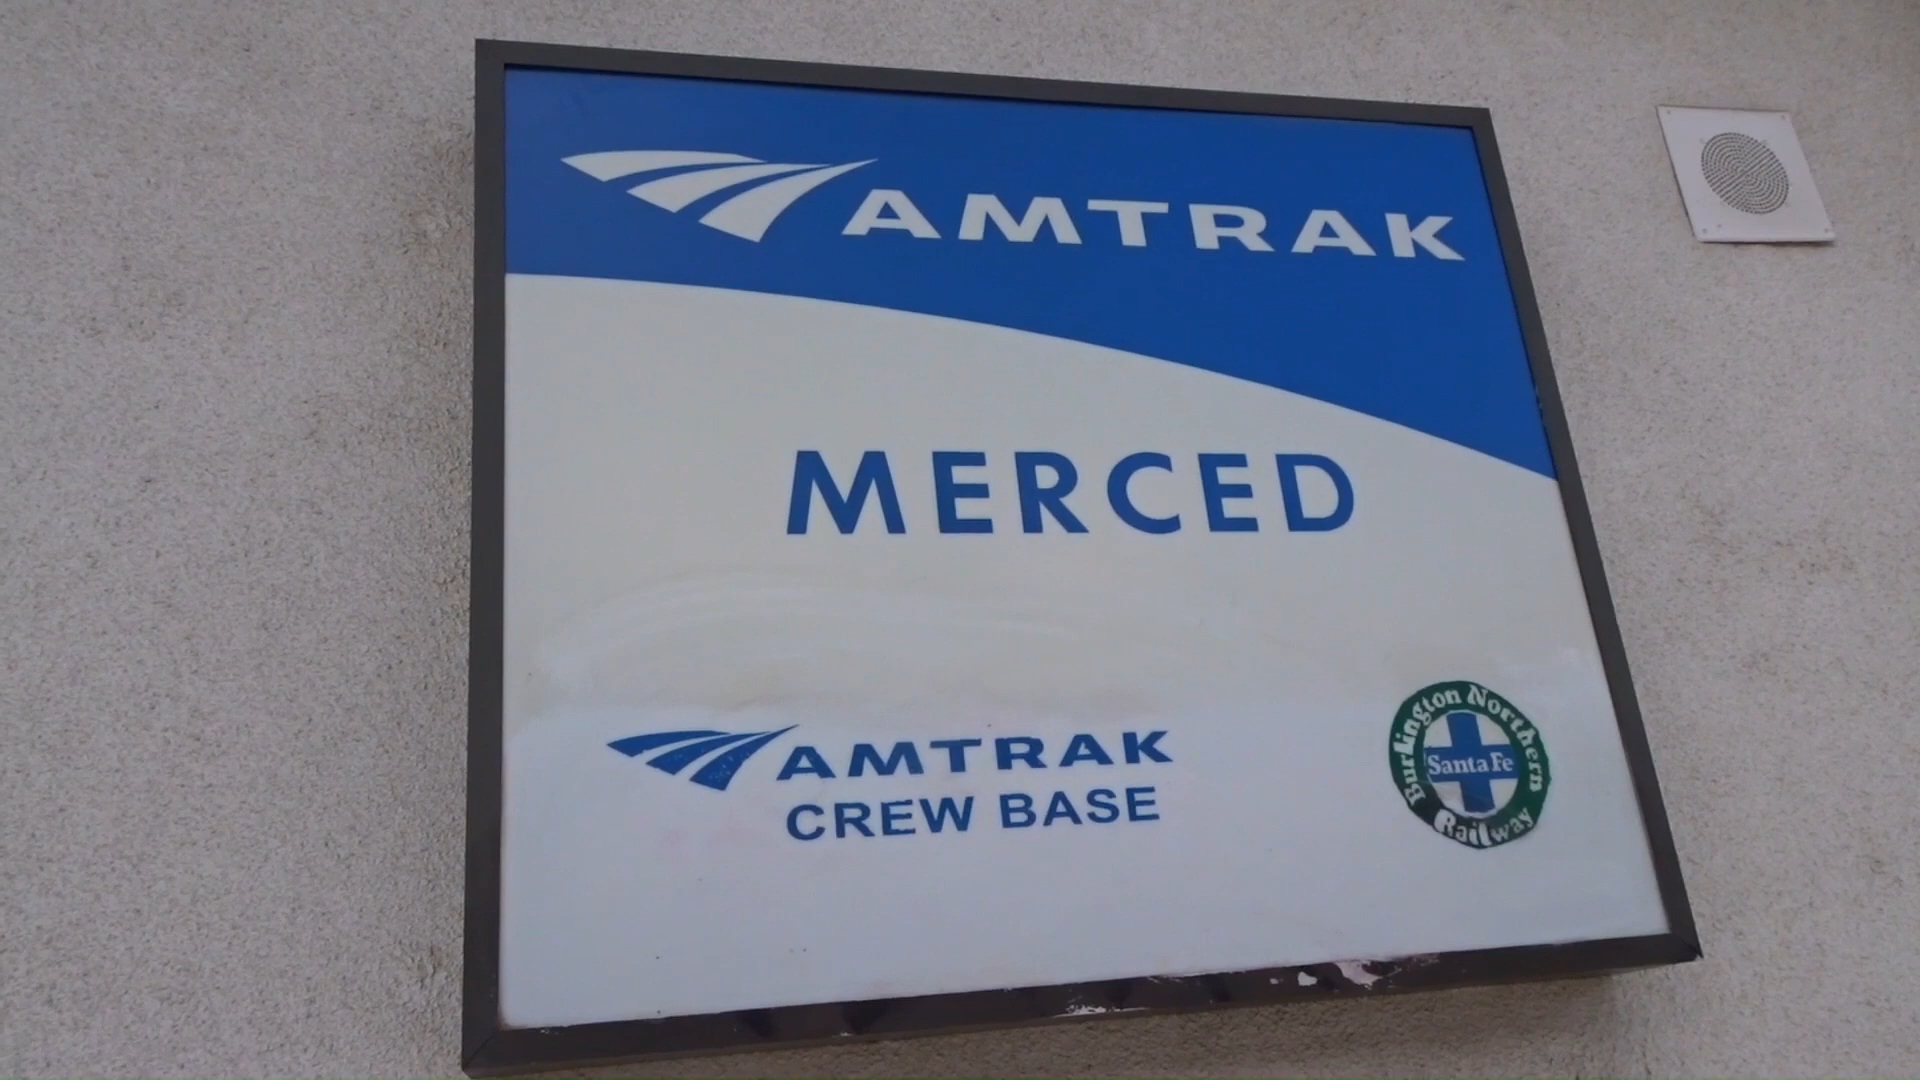 AMTRAK
MERCED
AMTRAK
CREW BASE
Burlington Northern
Santa Fe
Railway